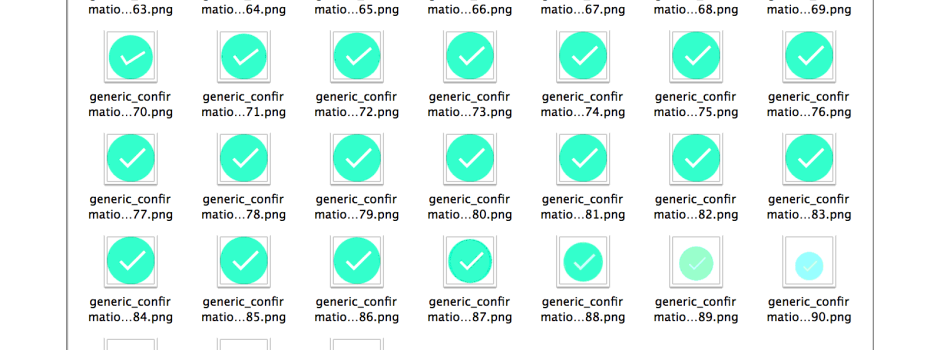 matio...63.png matio...64.png matio...65.png matio...66.png matio...67.png matio...68.png matio...69.png
generic_confir generic_confir generic_confir generic_confir generic_confir generic_confir generic_confir
matio...70.png matio...71.png matio...72.png matio...73.png matio...74.png matio...75.png matio...76.png
generic_confir generic_confir generic_confir generic_confir generic_confir generic_confir generic_confir
matio...77.png matio...78.png matio...79.png matio...80.png matio...81.png matio...82.png matio...83.png
generic_confir generic_confir generic_confir generic_confir generic_confir generic_confir generic_confir
matio...84.png matio...85.png matio...86.png matio...87.png matio...88.png matio...89.png matio...90.png